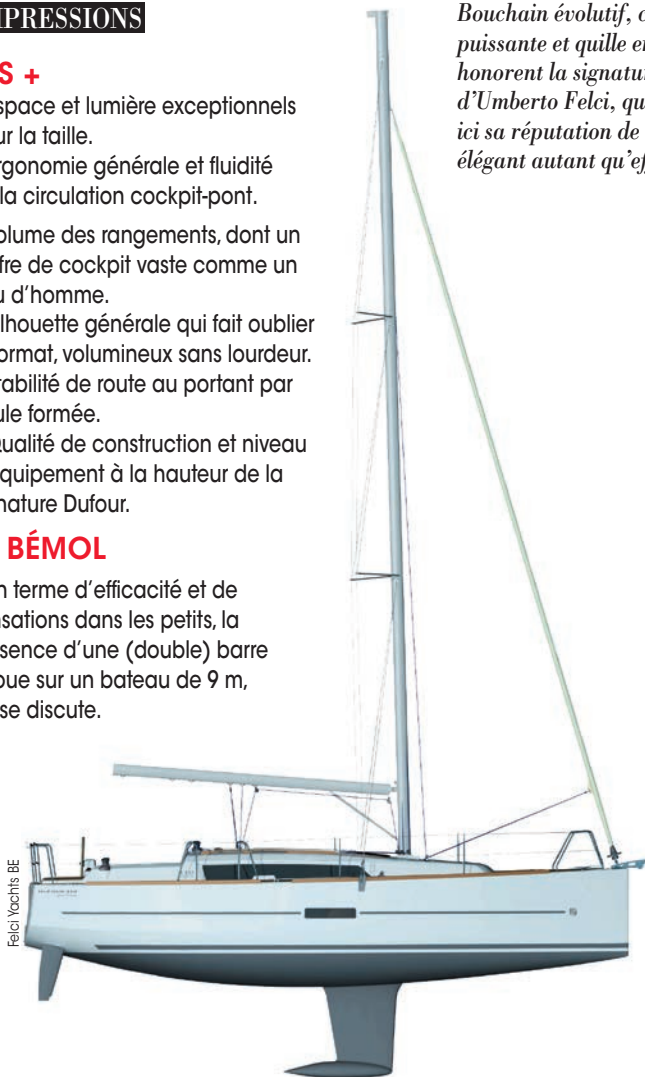 MPRESSIONS
S +
space et lumière exceptionnels
ur la taille.
rgonomie générale et fluidité
la circulation cockpit-pont.
olume des rangements, dont un
fre de cockpit vaste comme un
u d'homme.
lhouette générale qui fait oublier
ormat, volumineux sans lourdeur.
tabilité de route au portant par
ule formée.
ualité de construction et niveau
quipement à la hauteur de la
nature Dufour.
BÉMOL
n terme d'efficacité et de
nsations dans les petits, la
sence d'une (double) barre
oue sur un bateau de 9 m,
se discute.
Bouchain évolutif, c
puissante et quille e
honorent la signatur
d'Umberto Felci, qu
ici sa réputation de
élégant autant qu'ef
Felci Yachts BE